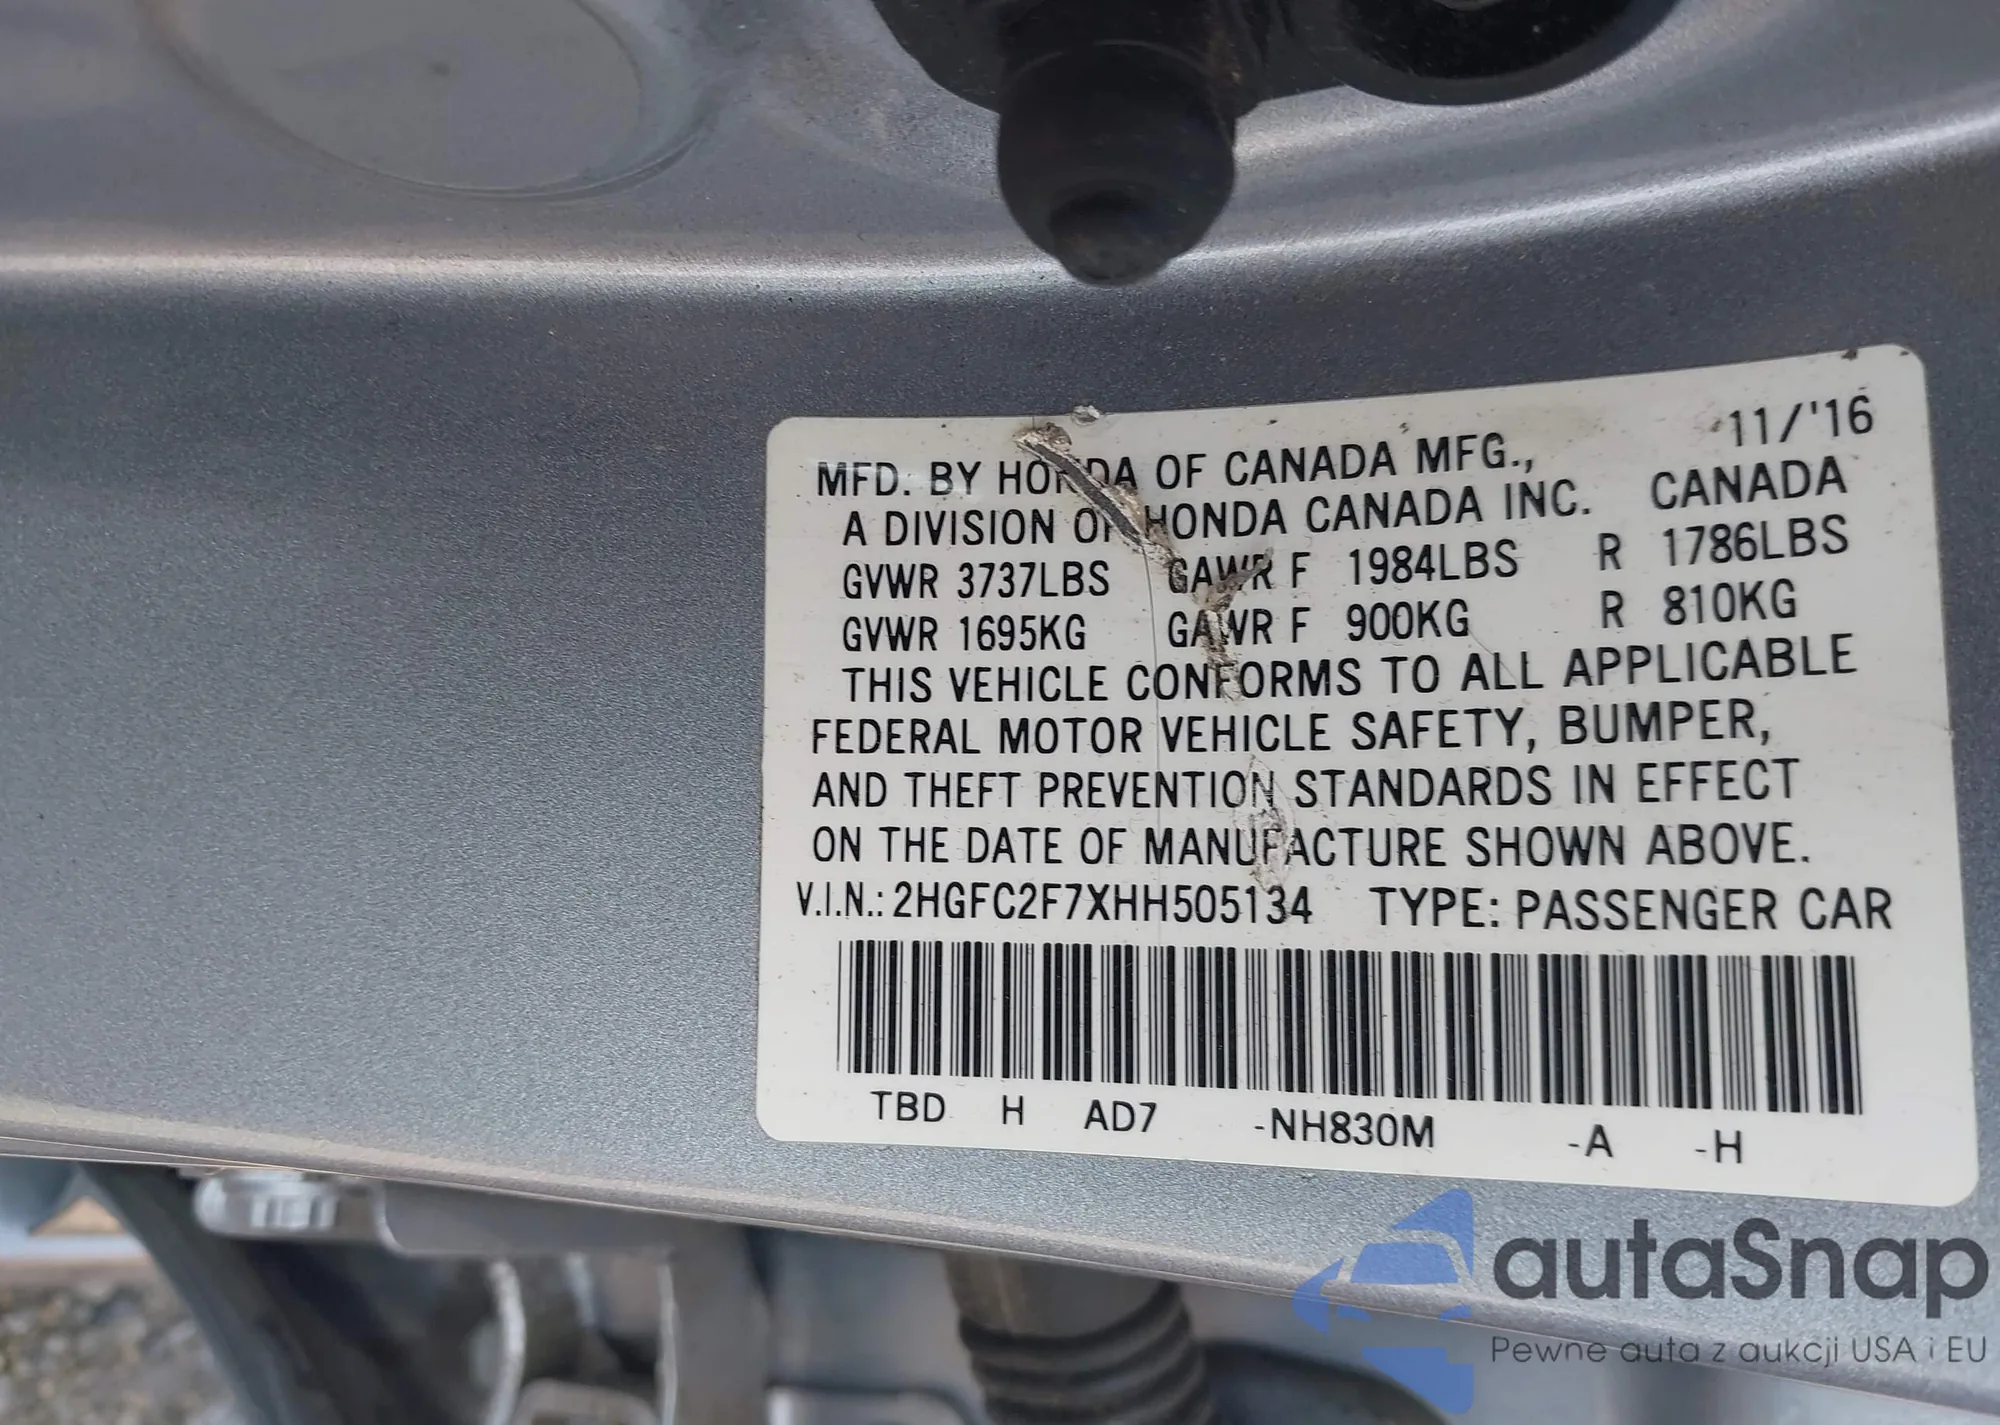 11/'16
MFD. BY HONDA OF CANADA MFG.,
A DIVISION OF HONDA CANADA INC. CANADA
GVWR 3737LBS GAWR F 1984LBS R 1786LBS
GVWR 1695KG GAWR F 900KG R 810KG
THIS VEHICLE CONFORMS TO ALL APPLICABLE
FEDERAL MOTOR VEHICLE SAFETY, BUMPER,
AND THEFT PREVENTION STANDARDS IN EFFECT
ON THE DATE OF MANUFACTURE SHOWN ABOVE.
V.I.N.: 2HGFC2F7XHH505134 TYPE: PASSENGER CAR
TBD H AD7 -NH830M -A -H
autaSnap
Pewne auta z aukcji USA i EU